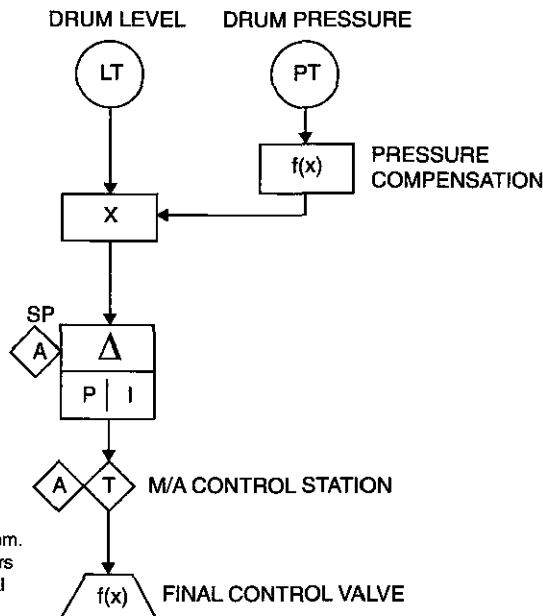 DRUM LEVEL
DRUM PRESSURE
LT
PT
f(x)
PRESSURE
COMPENSATION
X
SP
A
Δ
P
I
A
T
M/A CONTROL STATION
f(x)
FINAL CONTROL VALVE